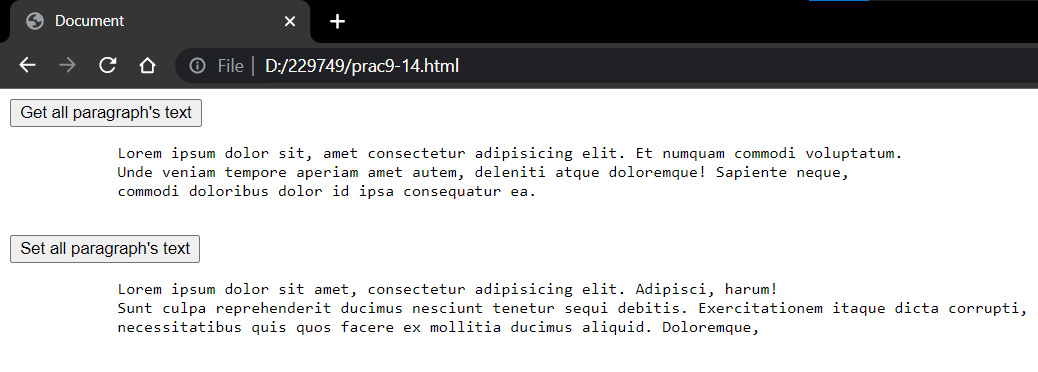 Document
File D:/229749/prac9-14.html
Get all paragraph's text
Lorem ipsum dolor sit, amet consectetur adipisicing elit. Et numquam commodi voluptatum.
Unde veniam tempore aperiam amet autem, deleniti atque doloremque! Sapiente neque,
commodi doloribus dolor id ipsa consequatur ea.
Set all paragraph's text
Lorem ipsum dolor sit amet, consectetur adipisicing elit. Adipisci, harum!
Sunt culpa reprehenderit ducimus nesciunt tenetur sequi debitis. Exercitationem itaque dicta corrupti,
necessitatibus quis quos facere ex mollitia ducimus aliquid. Doloremque,